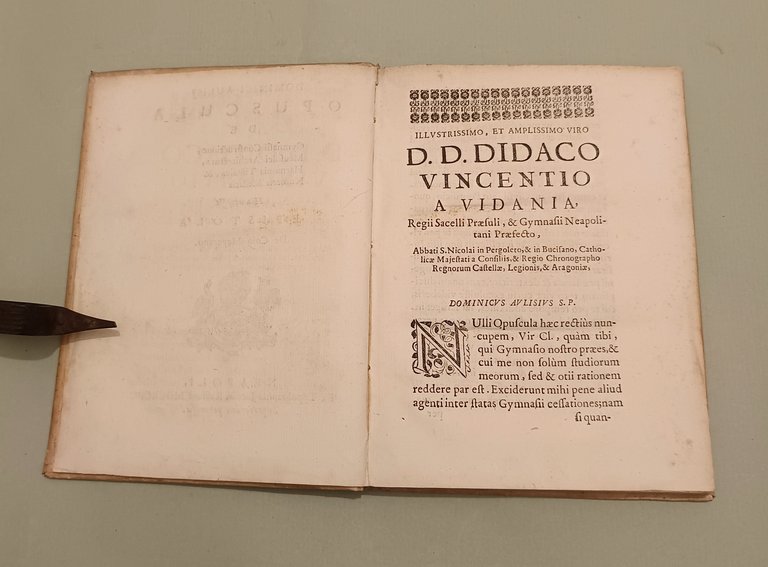 ILLVSTRISSIMO, ET AMPLISSIMO VIRO
D. D. DIDACO
VINCENTIO
A VIDANIA,
Regii Sacelli Præſuli, & Gymnaſii Neapoli-
tani Præfecto,
Abbati S. Nicolai in Pergoleto, & in Buciſano, Catho-
licæ Majeſtati a Conſiliis, & Regio Chronographo
Regnorum Caſtellæ, Legionis, & Aragoniæ,
DOMINICVS AVLISIVS S. P.
NUlli Opuſcula hæc rectiùs nun-
cupem, Vir Cl., quàm tibi,
qui Gymnaſio noſtro præes, &
cui me non ſolùm ſtudiorum
meorum, ſed & otii rationem
reddere par eſt. Exciderunt mihi pene aliud
agenti inter ſtatas Gymnaſii ceſſationes; nam
ſi quan-